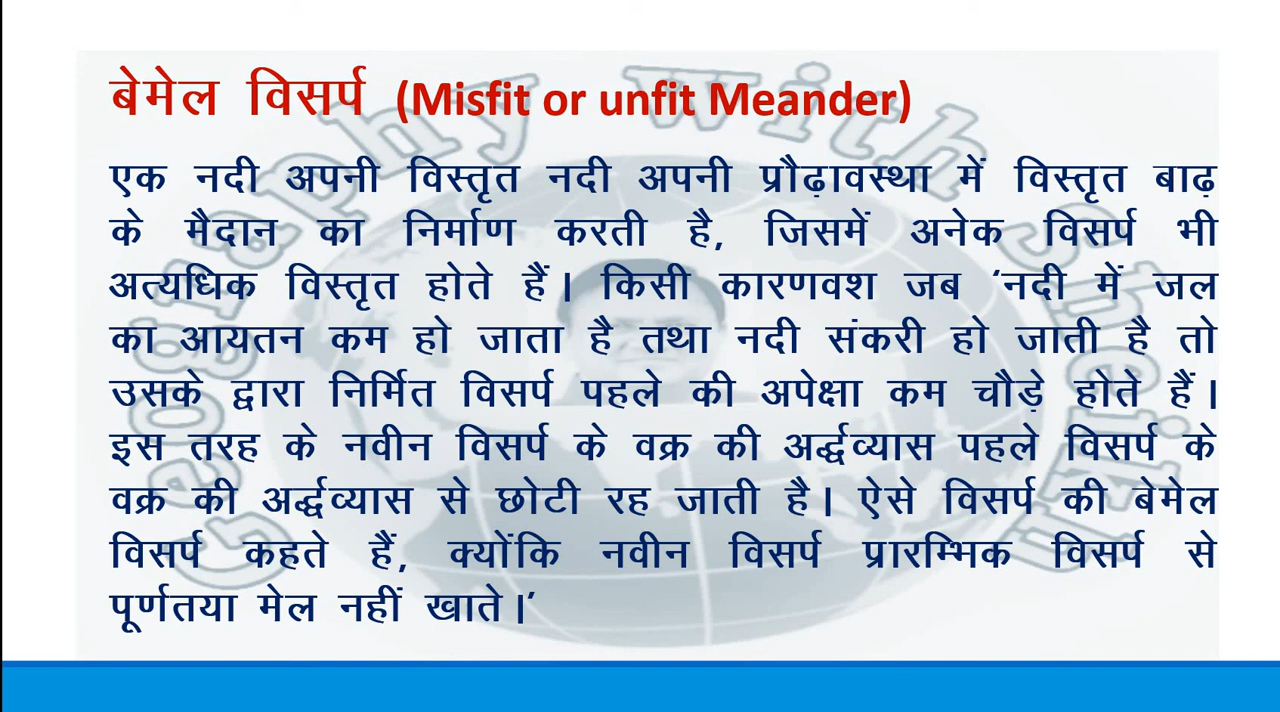 बेमेल विसर्प (Misfit or unfit Meander)
एक नदी अपनी विस्तृत नदी अपनी प्रौढ़ावस्था में विस्तृत बाढ़
के मैदान का निर्माण करती है, जिसमें अनेक विसर्प भी
अत्यधिक विस्तृत होते हैं। किसी कारणवश जब ‘नदी में जल
का आयतन कम हो जाता है तथा नदी संकरी हो जाती है तो
उसके द्वारा निर्मित विसर्प पहले की अपेक्षा कम चौड़े होते हैं।
इस तरह के नवीन विसर्प के वक्र की अर्द्धव्यास पहले विसर्प के
वक्र की अर्द्धव्यास से छोटी रह जाती है। ऐसे विसर्प की बेमेल
विसर्प कहते हैं, क्योंकि नवीन विसर्प प्रारम्भिक विसर्प से
पूर्णतया मेल नहीं खाते।’